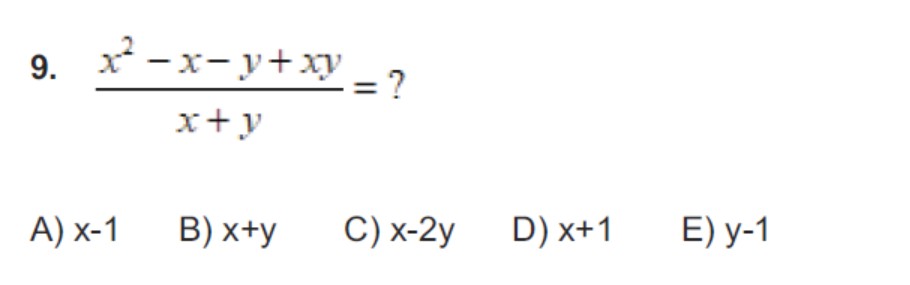 9. x² − x − y + xy = ?
x + y
A) x-1 B) x+y C) x-2y D) x+1 E) y-1